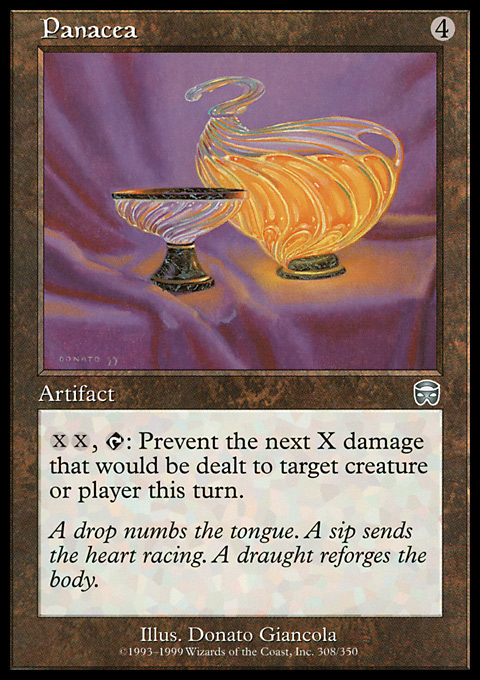 Panacea 4
DONATO 99
Artifact
X X, : Prevent the next X damage
that would be dealt to target creature
or player this turn.
A drop numbs the tongue. A sip sends
the heart racing. A draught reforges the
body.
Illus. Donato Giancola
©1993–1999 Wizards of the Coast, Inc. 308/350